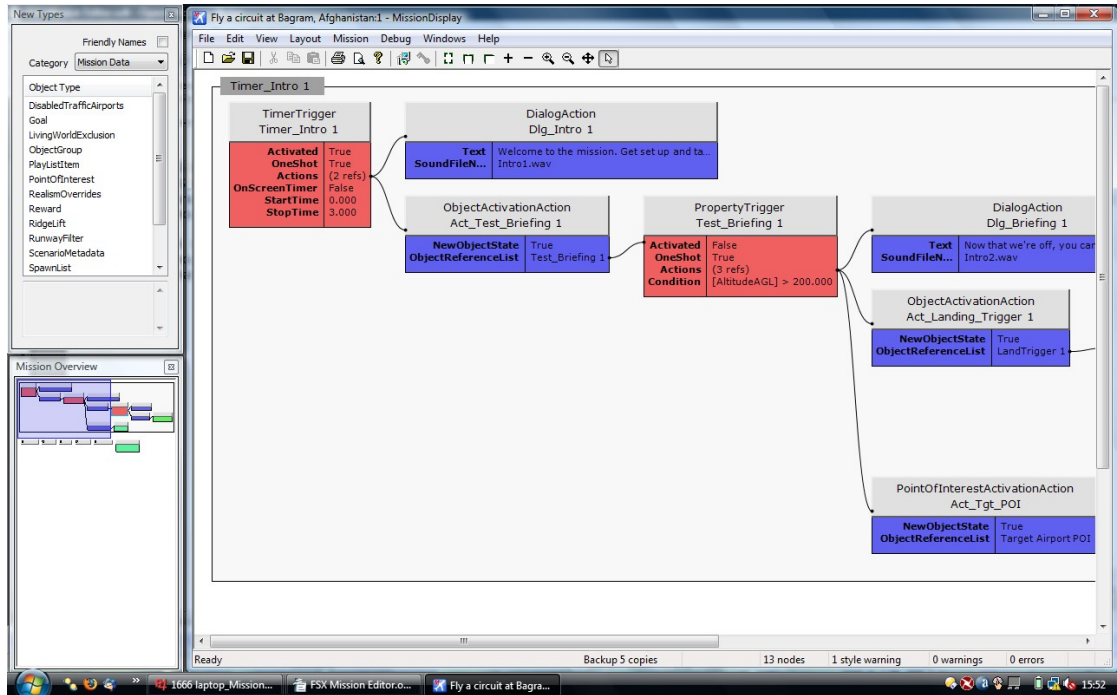 New Types
Friendly Names
Category Mission Data
Object Type
DisabledTrafficAirports
Goal
LivingWorldExclusion
ObjectGroup
PlayListItem
PointOfInterest
RealismOverrides
Reward
RidgeLift
RunwayFilter
ScenarioMetadata
SpawnList
Mission Overview
Fly a circuit at Bagram, Afghanistan:1 - MissionDisplay
File Edit View Layout Mission Debug Windows Help
Timer_Intro 1
TimerTrigger
Timer_Intro 1
Activated True
OneShot True
Actions (2 refs)
OnScreenTimer False
StartTime 0.000
StopTime 3.000
DialogAction
Dlg_Intro 1
Text Welcome to the mission. Get set up and ta...
SoundFileN... Intro1.wav
ObjectActivationAction
Act_Test_Briefing 1
NewObjectState True
ObjectReferenceList Test_Briefing 1
PropertyTrigger
Test_Briefing 1
Activated False
OneShot True
Actions (3 refs)
Condition [AltitudeAGL] > 200.000
DialogAction
Dlg_Briefing 1
Text Now that we're off, you can
SoundFileN... Intro2.wav
ObjectActivationAction
Act_Landing_Trigger 1
NewObjectState True
ObjectReferenceList LandTrigger 1
PointOfInterestActivationAction
Act_Tgt_POI
NewObjectState True
ObjectReferenceList Target Airport POI
Ready Backup 5 copies 13 nodes 1 style warning 0 warnings 0 errors
1666 laptop_Mission... FSX Mission Editor.o... Fly a circuit at Bagra... 15:52